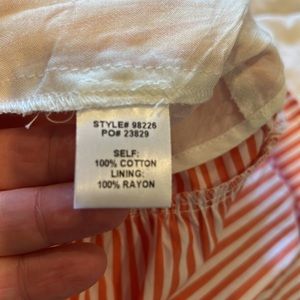 STYLE# 98226
PO# 23829
SELF:
100% COTTON
LINING:
100% RAYON